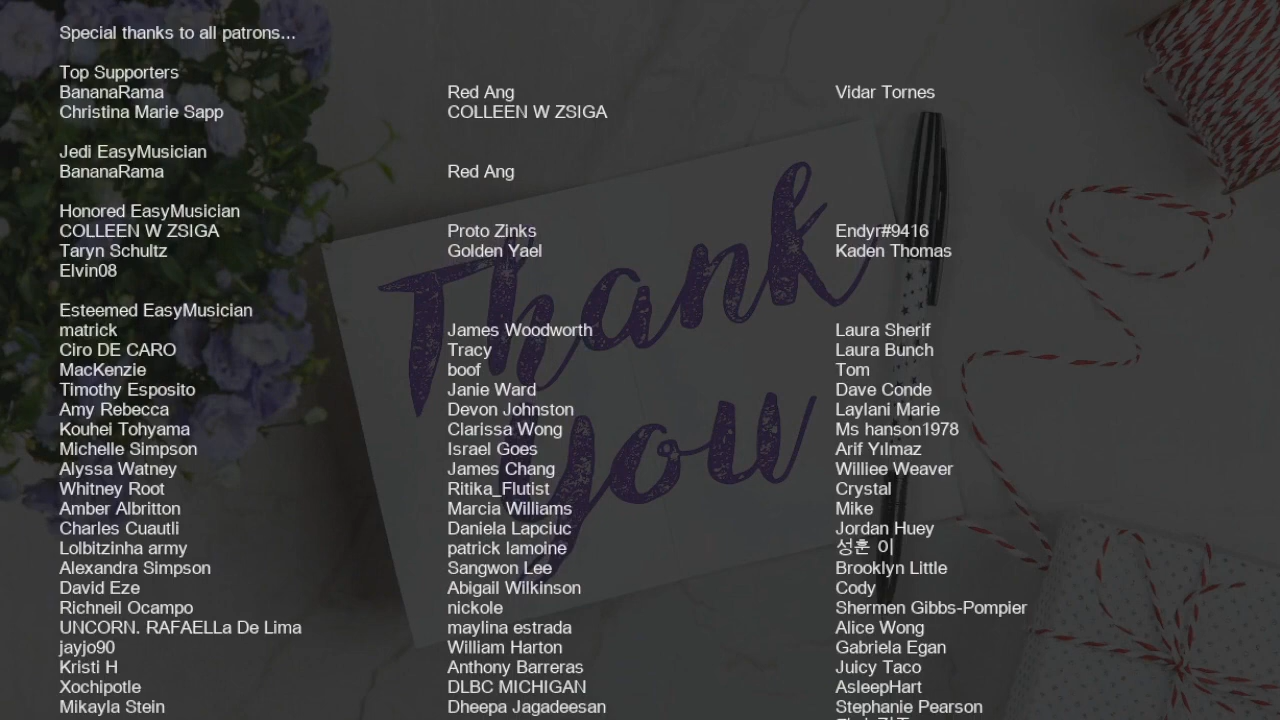 Special thanks to all patrons...
Top Supporters
BananaRama Red Ang Vidar Tornes
Christina Marie Sapp COLLEEN W ZSIGA
Jedi EasyMusician
BananaRama Red Ang
Honored EasyMusician
COLLEEN W ZSIGA Proto Zinks Endyr#9416
Taryn Schultz Golden Yael Kaden Thomas
Elvin08
Esteemed EasyMusician
matrick James Woodworth Laura Sherif
Ciro DE CARO Tracy Laura Bunch
MacKenzie boof Tom
Timothy Esposito Janie Ward Dave Conde
Amy Rebecca Devon Johnston Laylani Marie
Kouhei Tohyama Clarissa Wong Ms hanson1978
Michelle Simpson Israel Goes Arif Yılmaz
Alyssa Watney James Chang Williee Weaver
Whitney Root Ritika_Flutist Crystal
Amber Albritton Marcia Williams Mike
Charles Cuautli Daniela Lapciuc Jordan Huey
Lolbitzinha army patrick lamoine 성훈 이
Alexandra Simpson Sangwon Lee Brooklyn Little
David Eze Abigail Wilkinson Cody
Richneil Ocampo nickole Shermen Gibbs-Pompier
UNCORN. RAFAELLa De Lima maylina estrada Alice Wong
jayjo90 William Harton Gabriela Egan
Kristi H Anthony Barreras Juicy Taco
Xochipotle DLBC MICHIGAN AsleepHart
Mikayla Stein Dheepa Jagadeesan Stephanie Pearson
Thank
you